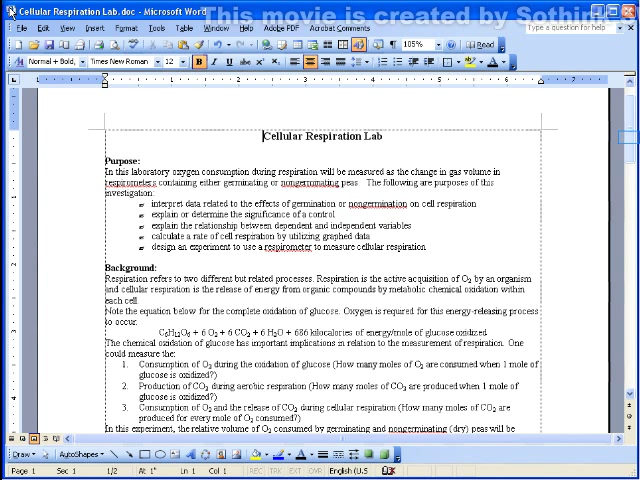 Cellular Respiration Lab.doc - Microsoft Word
This movie is created by Sothink
File Edit View Insert Format Tools Table Window Help Adobe PDF Acrobat Comments
Type a question for help
105% Read
Normal + Bold, Times New Roman 12 B I U
Cellular Respiration Lab
Purpose:
In this laboratory oxygen consumption during respiration will be measured as the change in gas volume in
respirometers containing either germinating or nongerminating peas. The following are purposes of this
investigation:
interpret data related to the effects of germination or nongermination on cell respiration
explain or determine the significance of a control
explain the relationship between dependent and independent variables
calculate a rate of cell respiration by utilizing graphed data
design an experiment to use a respirometer to measure cellular respiration
Background:
Respiration refers to two different but related processes. Respiration is the active acquisition of O2 by an organism
and cellular respiration is the release of energy from organic compounds by metabolic chemical oxidation within
each cell.
Note the equation below for the complete oxidation of glucose. Oxygen is required for this energy-releasing process
to occur.
C6H12O6 + 6 O2 → 6 CO2 + 6 H2O + 686 kilocalories of energy/mole of glucose oxidized
The chemical oxidation of glucose has important implications in relation to the measurement of respiration. One
could measure the:
1. Consumption of O2 during the oxidation of glucose (How many moles of O2 are consumed when 1 mole of
glucose is oxidized?)
2. Production of CO2 during aerobic respiration (How many moles of CO2 are produced when 1 mole of
glucose is oxidized?)
3. Consumption of O2 and the release of CO2 during cellular respiration (How many moles of CO2 are
produced for every mole of O2 consumed?)
In this experiment, the relative volume of O2 consumed by germinating and nongerminating (dry) peas will be
Draw AutoShapes
Page 1 Sec 1 1/2 At 1" Ln 1 Col 1 REC TRK EXT OVR English (U.S